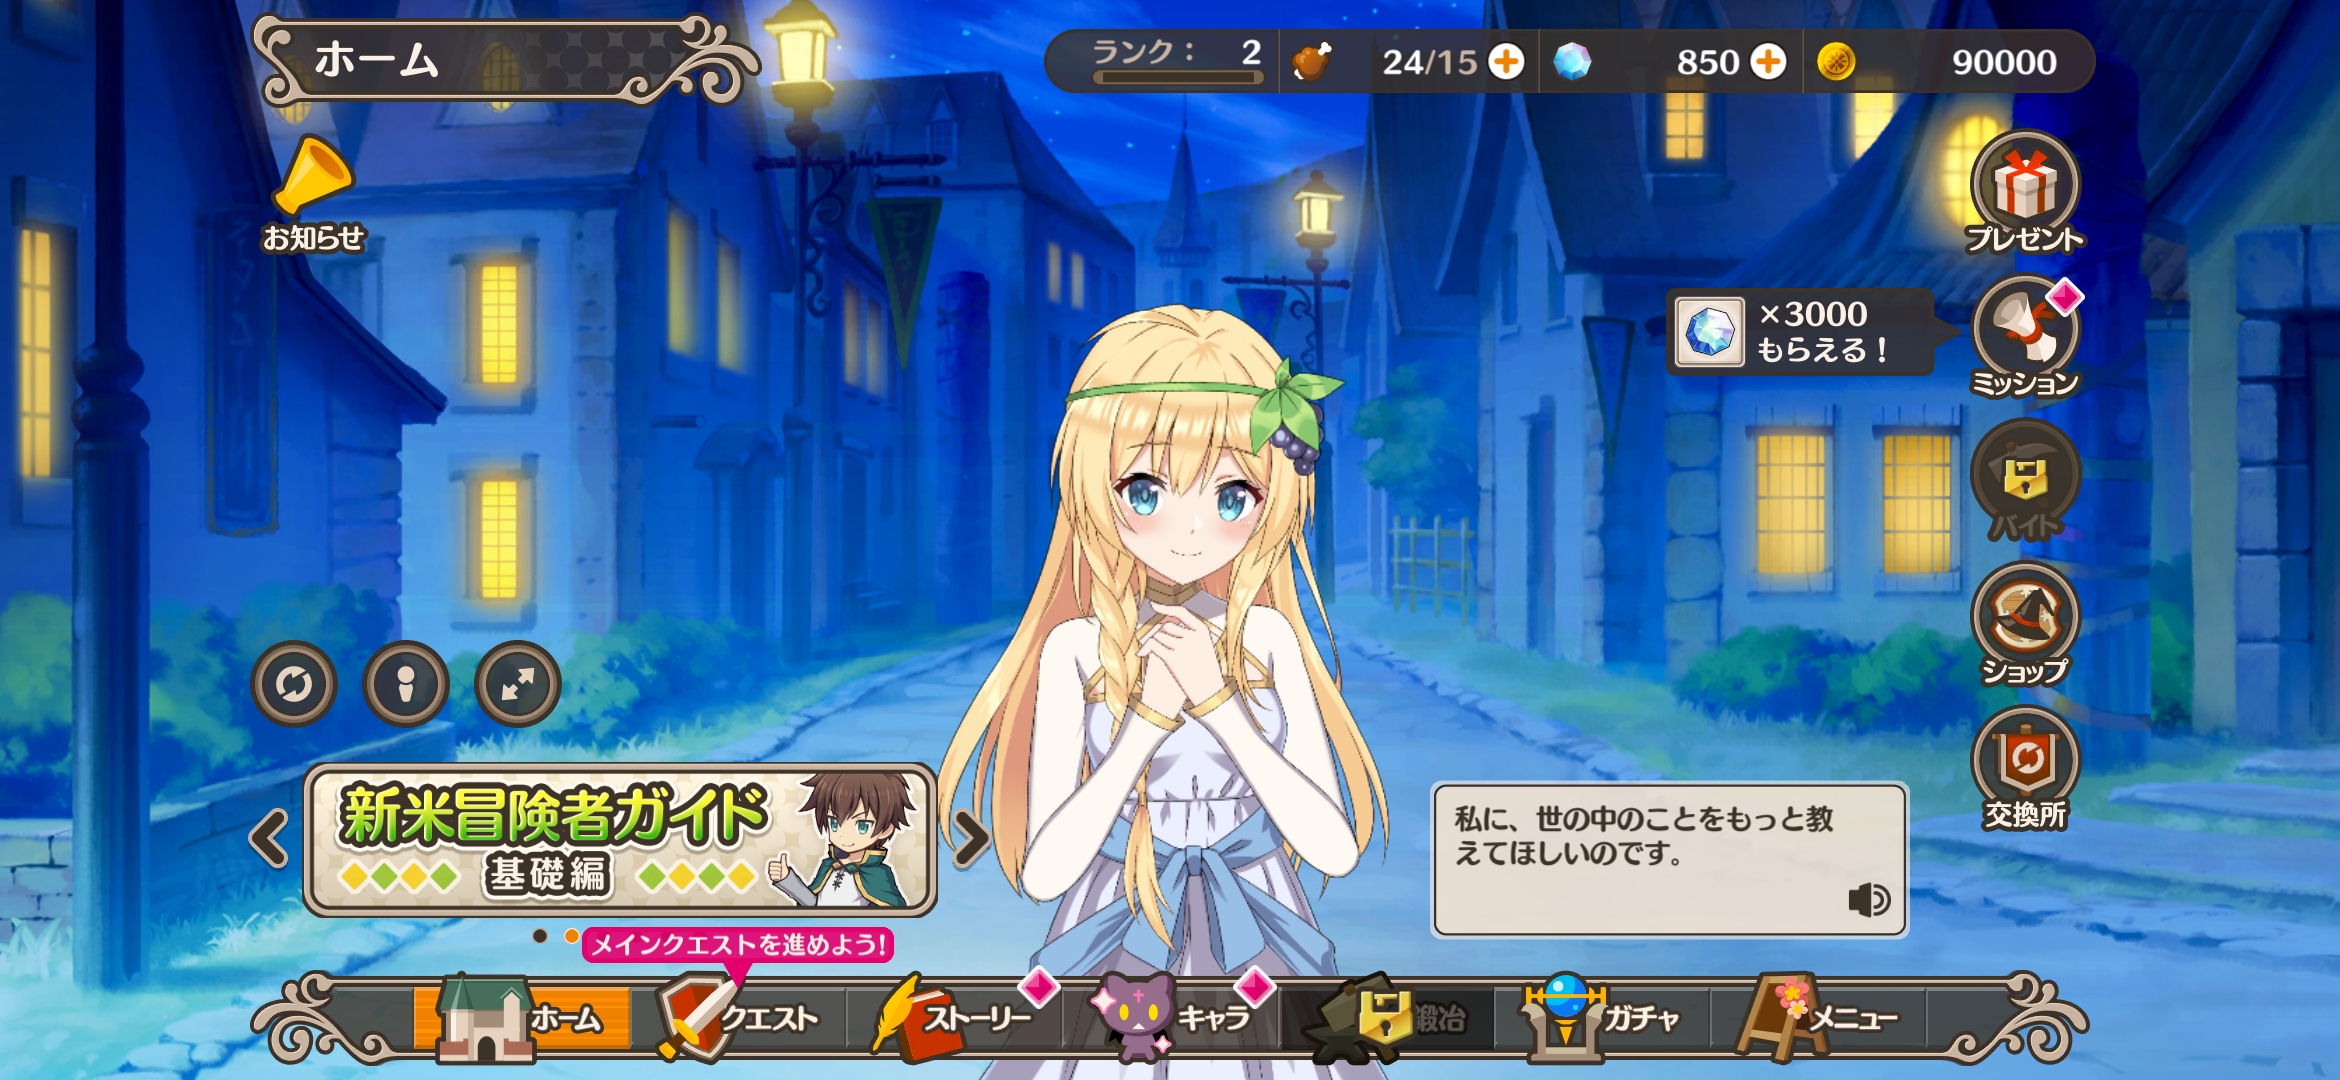 ホーム
ランク： 2
24/15
850
90000
お知らせ
プレゼント
×3000
もらえる！
ミッション
バイト
ショップ
交換所
新米冒険者ガイド
基礎編
私に、世の中のことをもっと教
えてほしいのです。
メインクエストを進めよう!
ホーム
クエスト
ストーリー
キャラ
鍛冶
ガチャ
メニュー